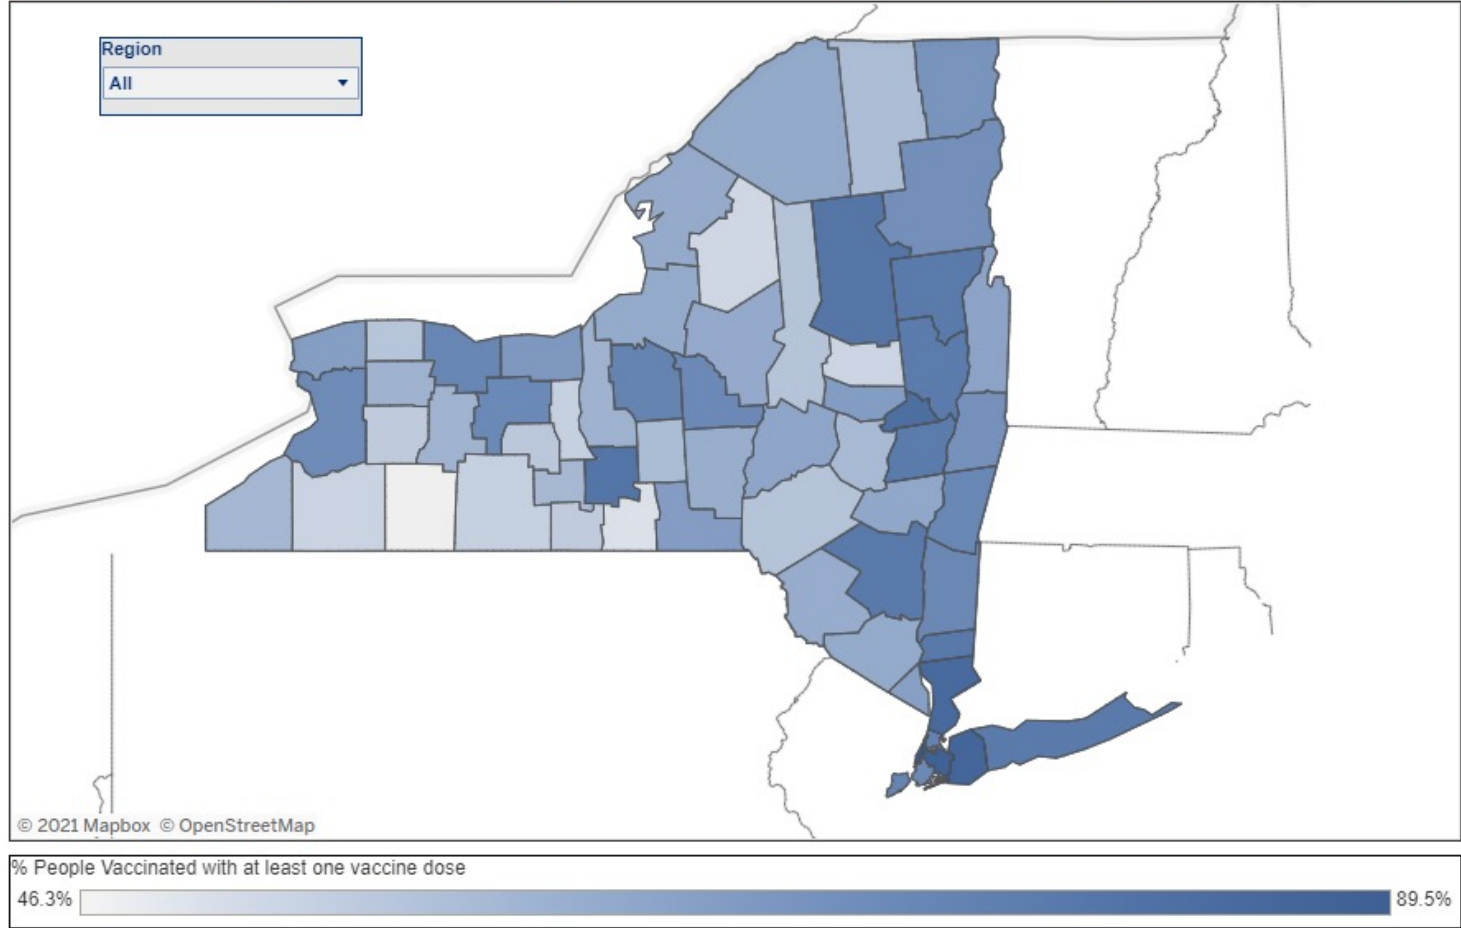 Region
All
© 2021 Mapbox © OpenStreetMap
% People Vaccinated with at least one vaccine dose
46.3%
89.5%